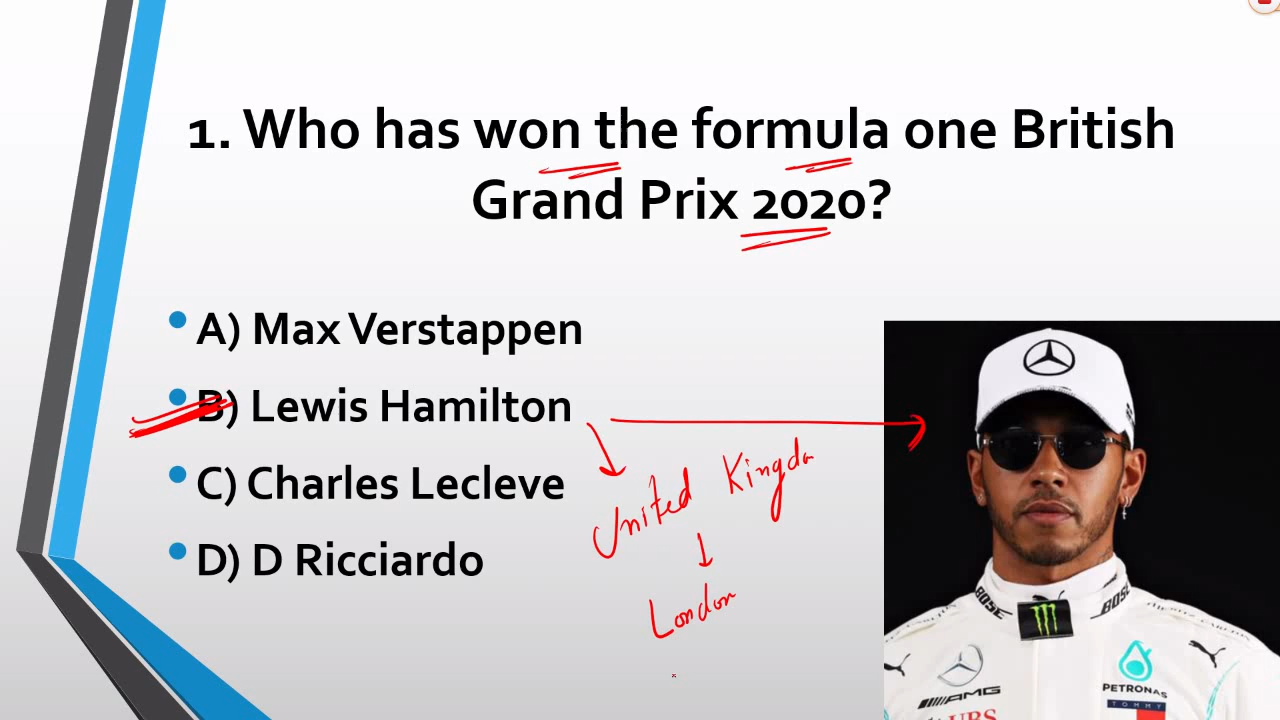 1. Who has won the formula one British
Grand Prix 2020?
A) Max Verstappen
B) Lewis Hamilton
C) Charles Lecleve
D) D Ricciardo
United Kingdo
London
BOSE
BOSE
AMG
UBS
PETRONAS
TOMMY